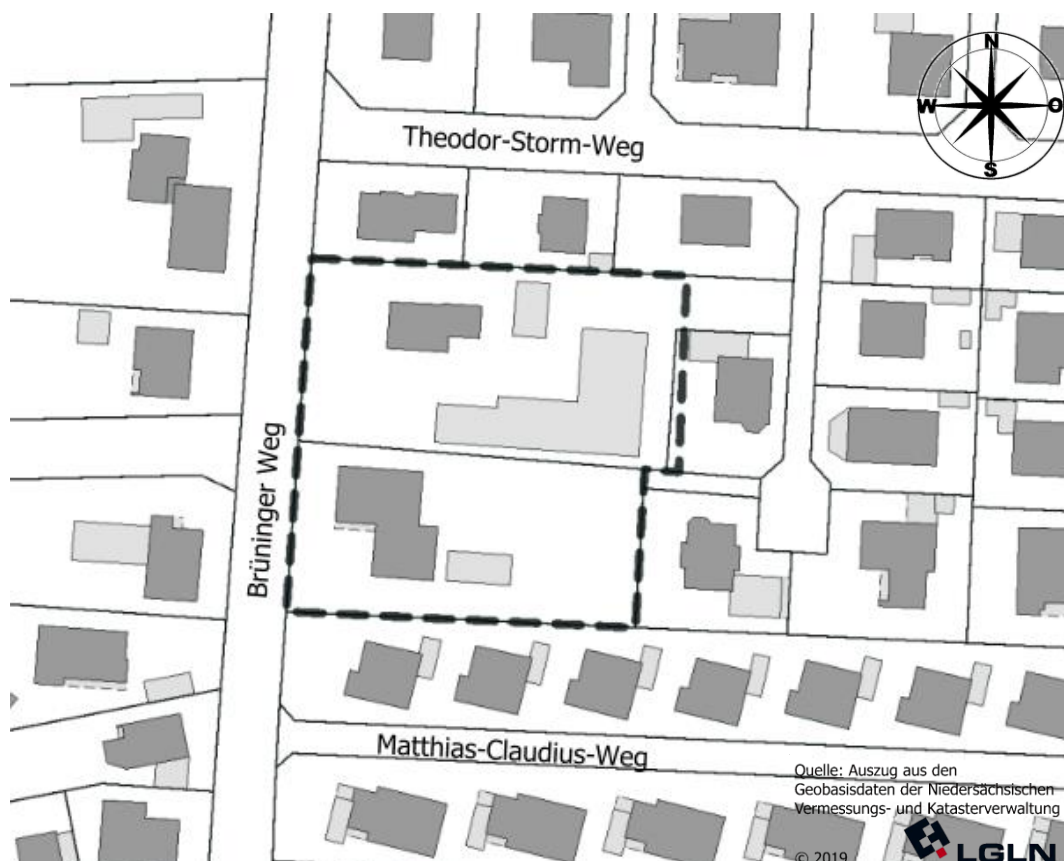 N
W
O
S
Theodor-Storm-Weg
Brüninger Weg
Matthias-Claudius-Weg
Quelle: Auszug aus den
Geobasisdaten der Niedersächsischen
Vermessungs- und Katasterverwaltung
© 2019
LGLN